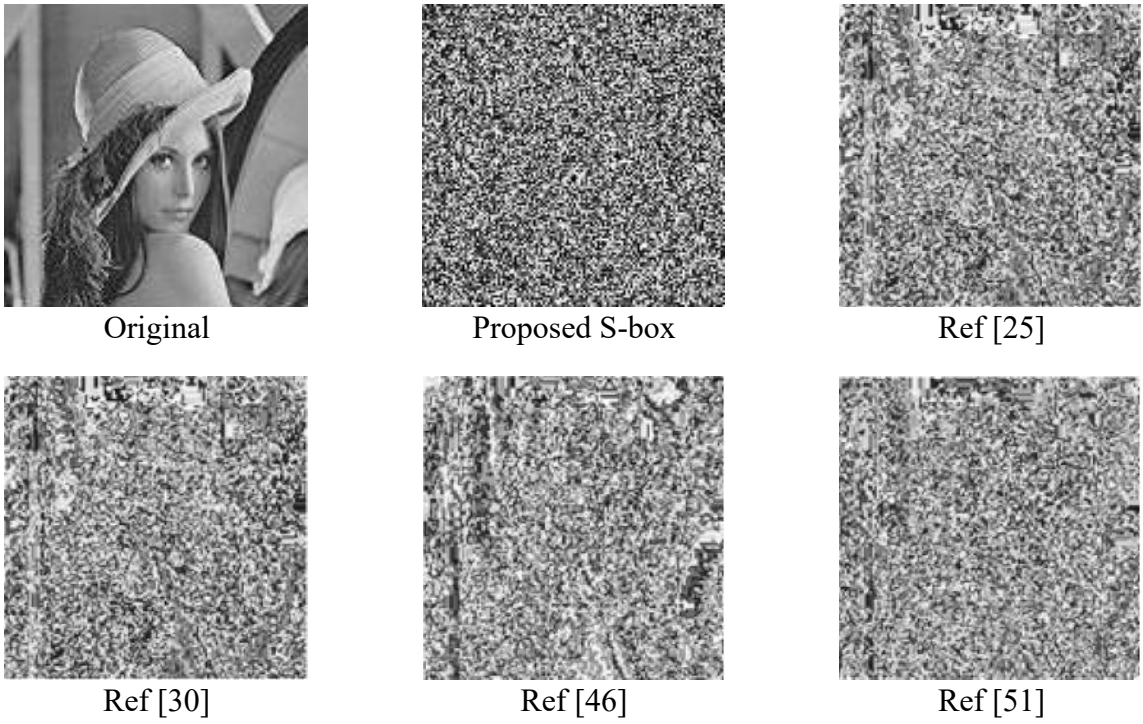 Original
Proposed S-box
Ref [25]
Ref [30]
Ref [46]
Ref [51]